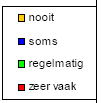 nooit
soms
regelmatig
zeer vaak